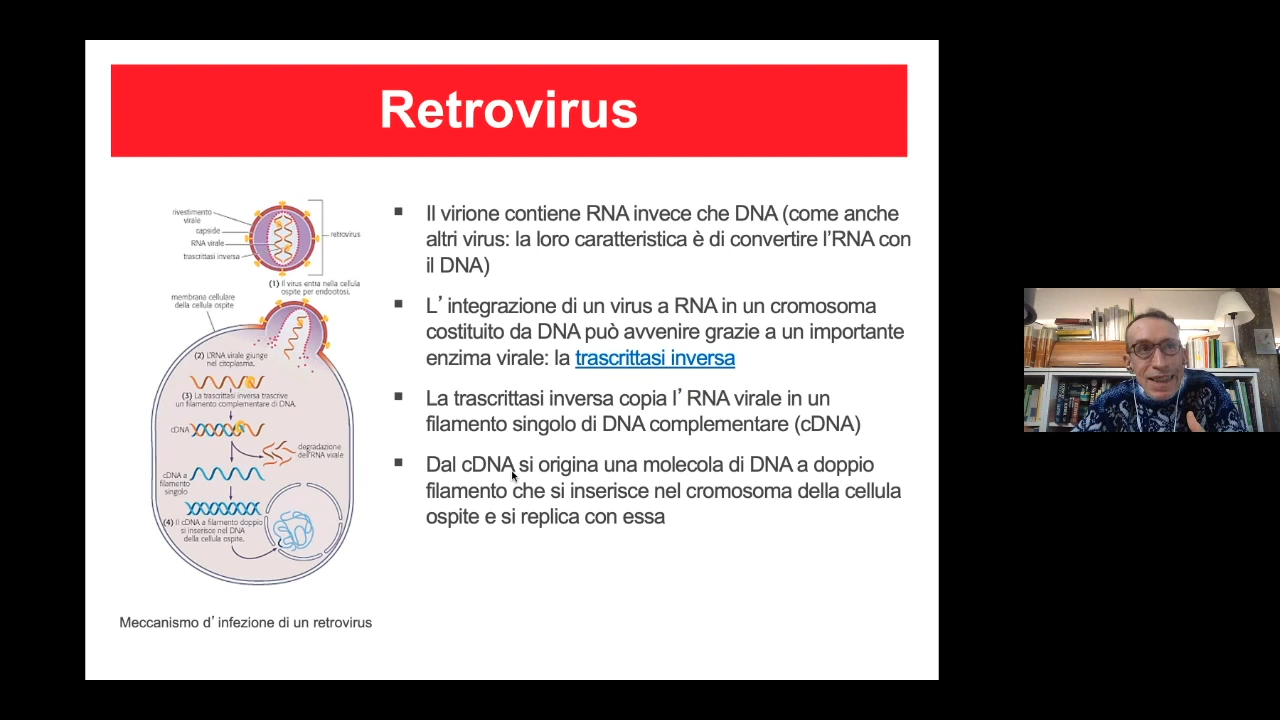 Retrovirus
rivestimento
virale
capside
RNA virale
trascrittasi inversa
retrovirus
(1) Il virus entra nella cellula
ospite per endocitosi.
membrana cellulare
della cellula ospite
(2) L'RNA virale giunge
nel citoplasma.
(3) La trascrittasi inversa trascrive
un filamento complementare di DNA.
cDNA
degradazione
dell'RNA virale
cDNA a
filamento
singolo
(4) Il cDNA a filamento doppio
si inserisce nel DNA
della cellula ospite.
Meccanismo d’infezione di un retrovirus
▪ Il virione contiene RNA invece che DNA (come anche
altri virus: la loro caratteristica è di convertire l’RNA con
il DNA)
▪ L’integrazione di un virus a RNA in un cromosoma
costituito da DNA può avvenire grazie a un importante
enzima virale: la trascrittasi inversa
▪ La trascrittasi inversa copia l’RNA virale in un
filamento singolo di DNA complementare (cDNA)
▪ Dal cDNA si origina una molecola di DNA a doppio
filamento che si inserisce nel cromosoma della cellula
ospite e si replica con essa